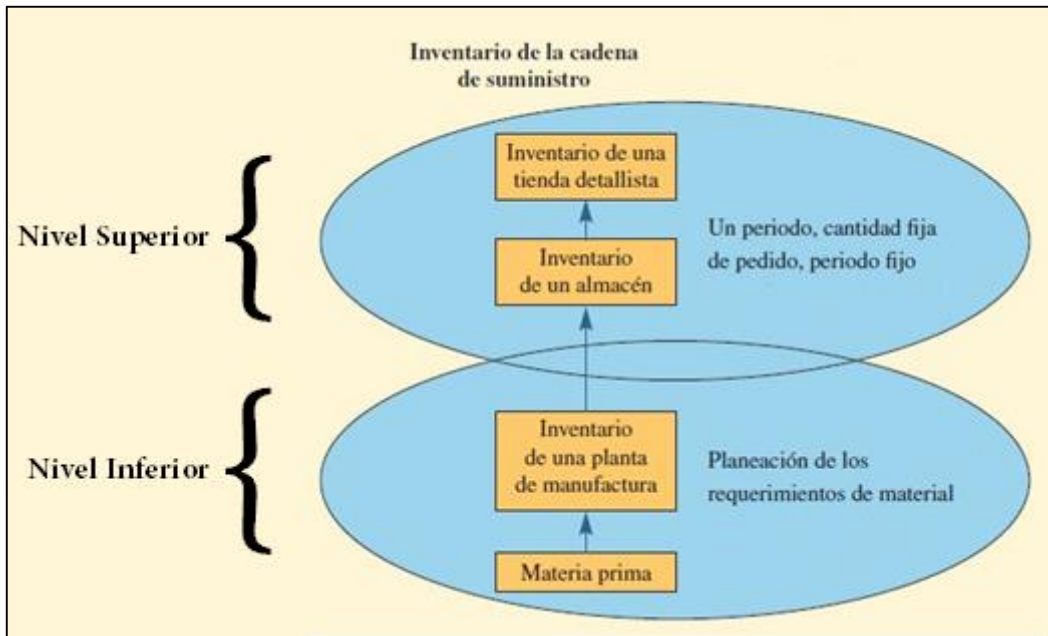 Inventario de la cadena
de suministro
Inventario de una
tienda detallista
Nivel Superior
Un periodo, cantidad fija
de pedido, periodo fijo
Inventario
de un almacén
Inventario
de una planta
de manufactura
Nivel Inferior
Planeación de los
requerimientos de material
Materia prima